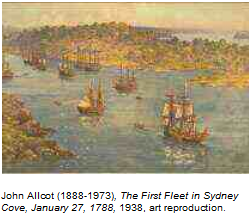 John Allcot (1888-1973), The First Fleet in Sydney
Cove, January 27, 1788, 1938, art reproduction.